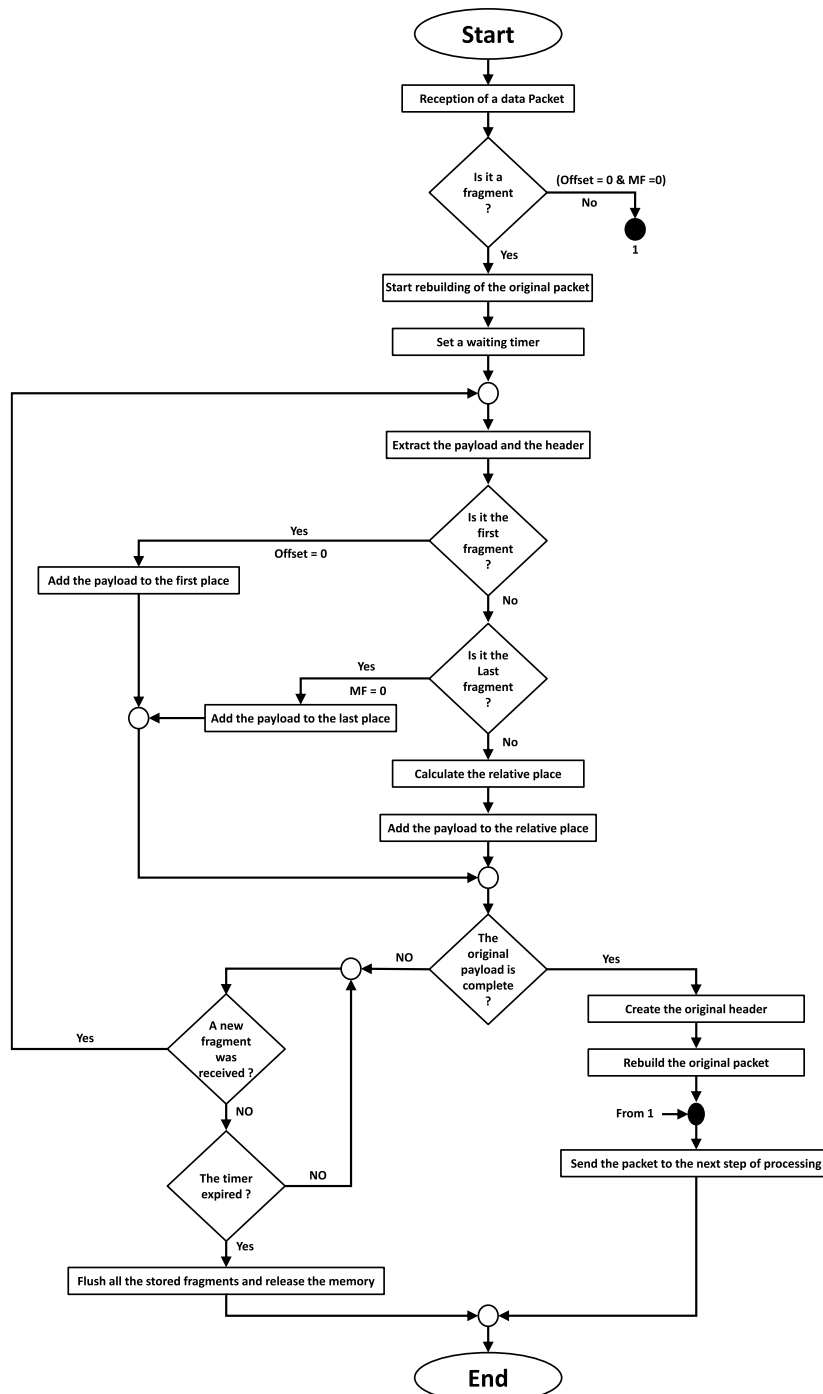 Start
Reception of a data Packet
Is it a
fragment
?
(Offset = 0 & MF =0)
No
1
Yes
Start rebuilding of the original packet
Set a waiting timer
Extract the payload and the header
Is it the
first
fragment
?
Yes
Offset = 0
Add the payload to the first place
No
Is it the
Last
fragment
?
Yes
MF = 0
Add the payload to the last place
No
Calculate the relative place
Add the payload to the relative place
The
original
payload is
complete
?
NO
Yes
Create the original header
Rebuild the original packet
From 1
Send the packet to the next step of processing
A new
fragment
was
received ?
Yes
NO
The timer
expired ?
NO
Yes
Flush all the stored fragments and release the memory
End